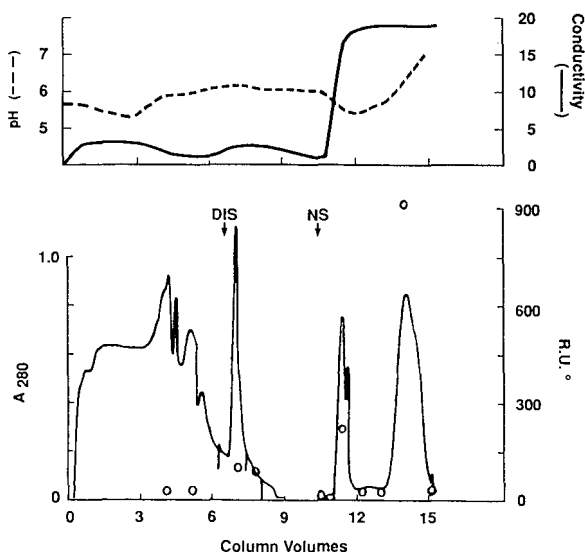 pH (---)
7
6
5
20
15
10
5
0
Conductivity
(——)
DIS
NS
A 280
1.0
0
900
600
300
0
R.U. °
0 3 6 9 12 15
Column Volumes